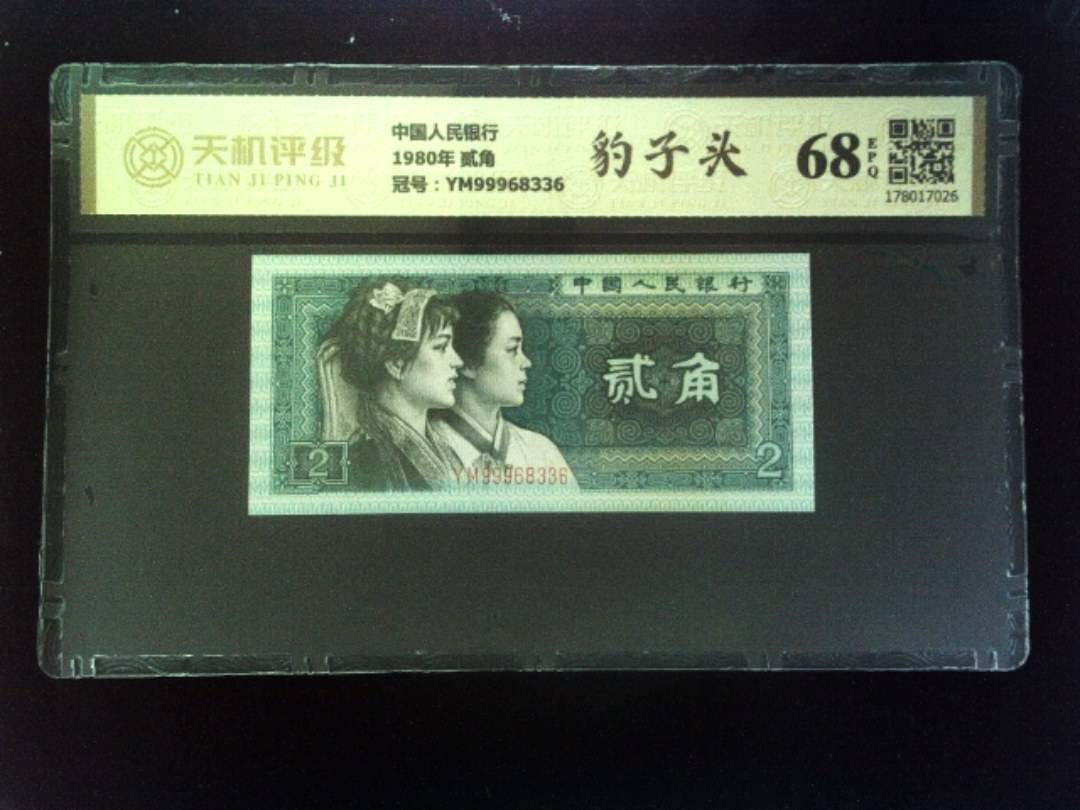 天机评级
TIAN JI PING JI
中国人民银行
1980年 贰角
冠号：YM99968336
豹子头
68
EPQ
178017026
中国人民银行
贰角
2
YM99968336
2